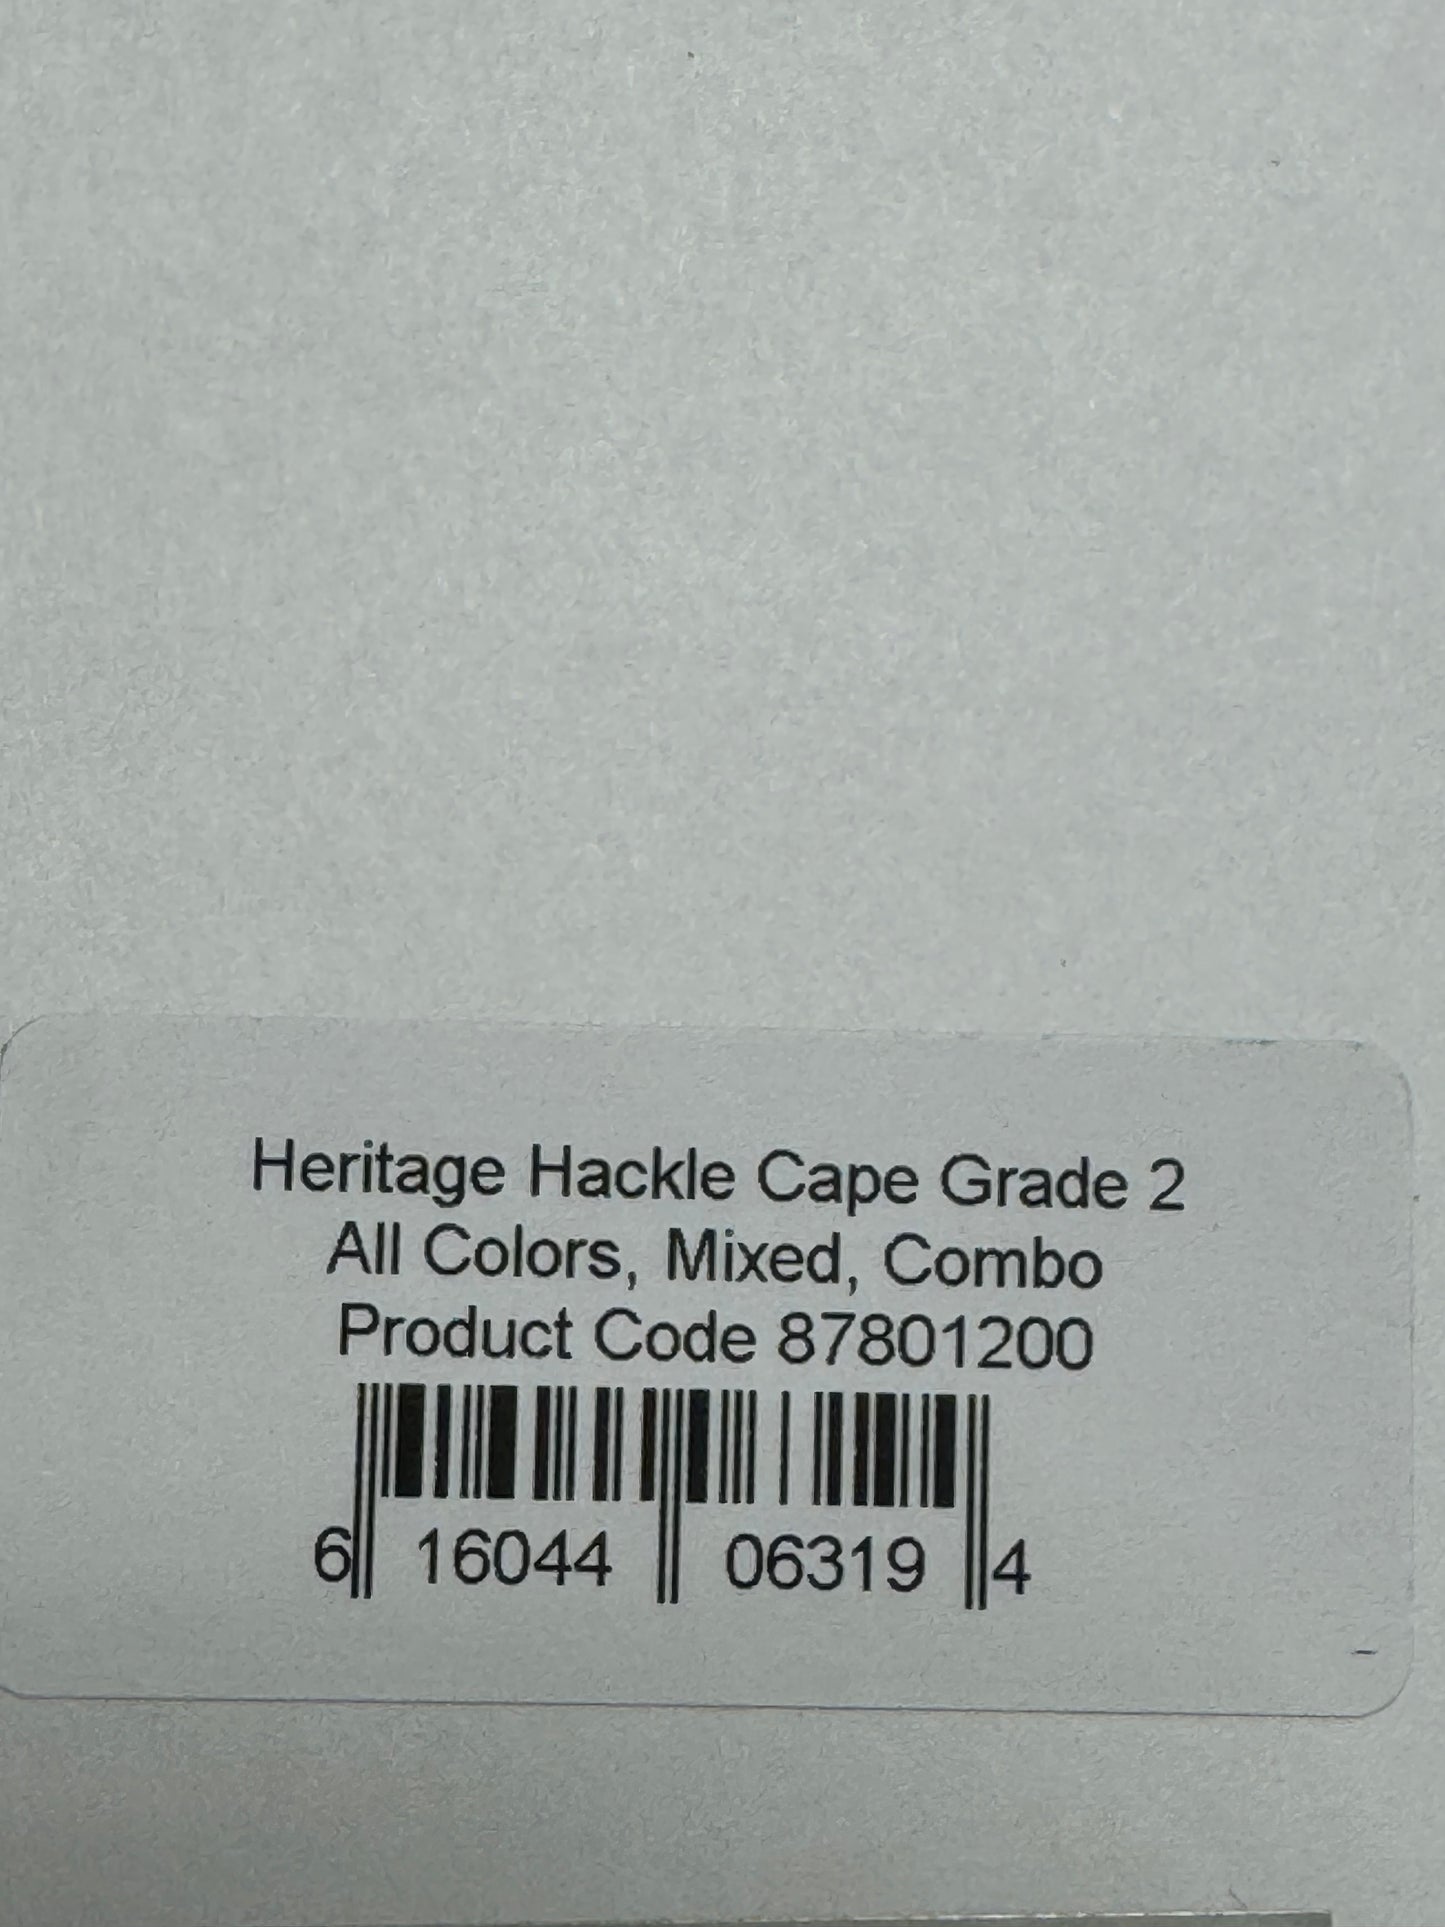 Heritage Hackle Cape Grade 2
All Colors, Mixed, Combo
Product Code 87801200
6 16044 06319 4